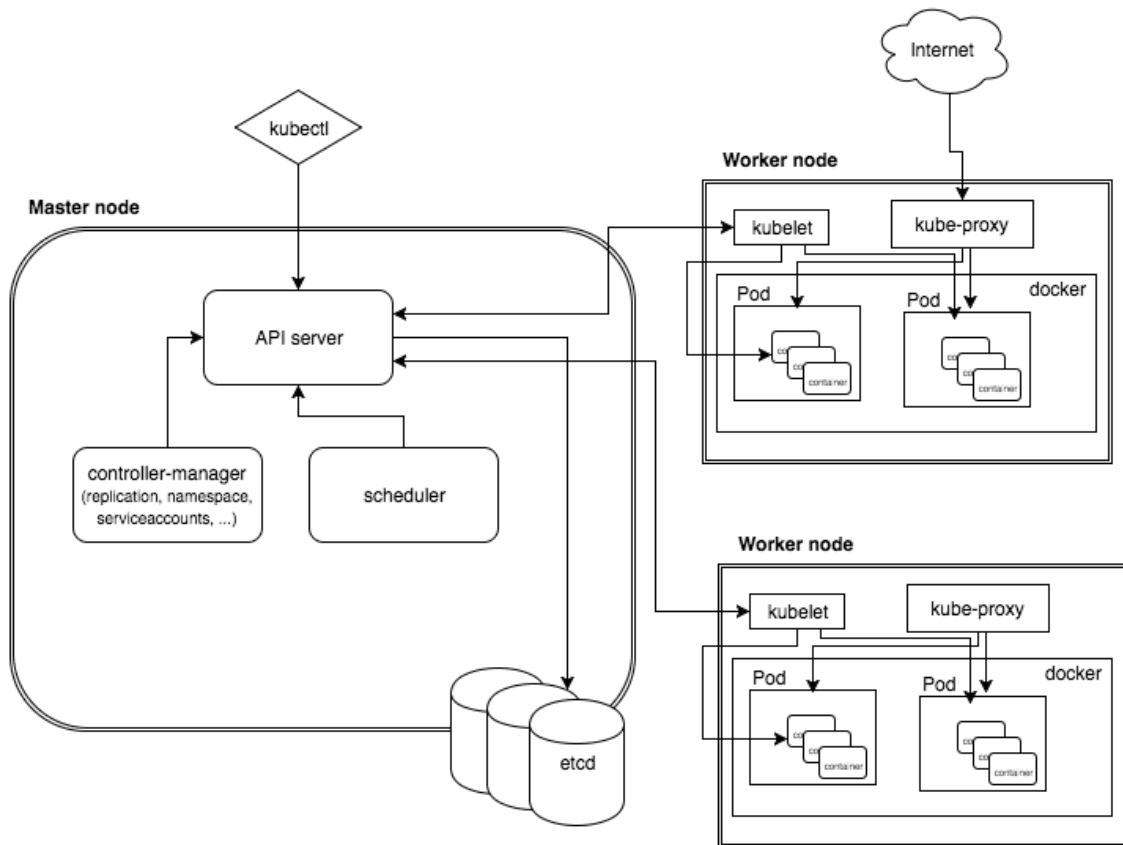 Internet
kubectl
Worker node
Master node
kubelet
kube-proxy
Pod
docker
Pod
API server
container
container
controller-manager
(replication, namespace,
serviceaccounts, ...)
scheduler
Worker node
kubelet
kube-proxy
Pod
docker
Pod
container
container
etcd